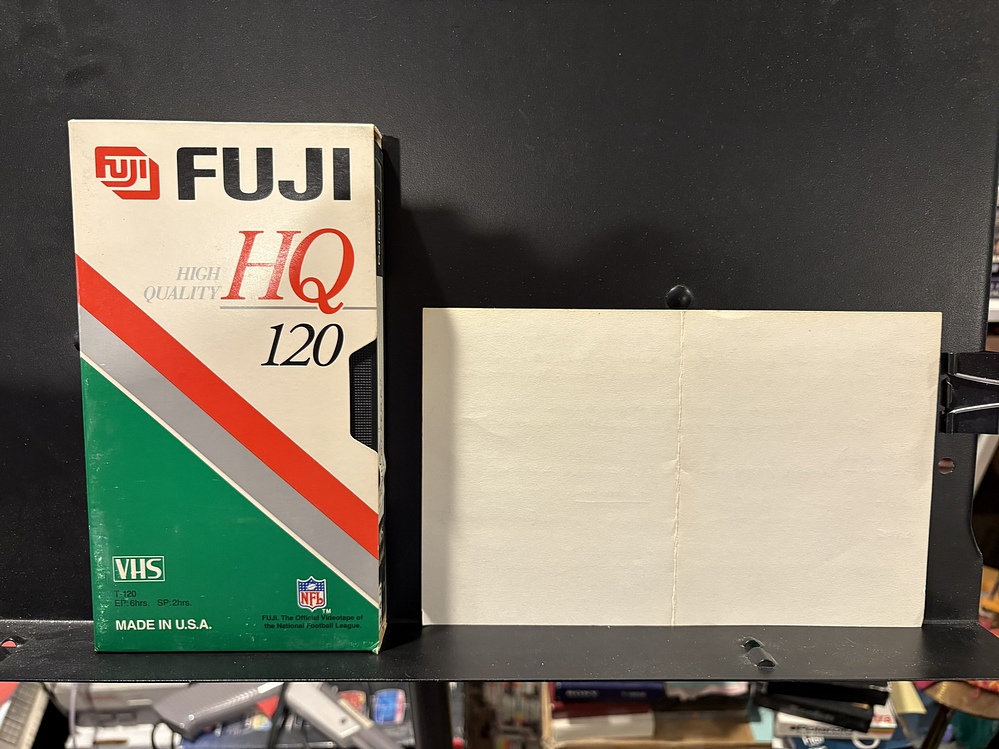 FUJI FUJI
HIGH QUALITY HQ
120
VHS
T-120
EP:6hrs. SP:2hrs.
MADE IN U.S.A.
NFL
TM
FUJI. The Official Videotape of
the National Football League.